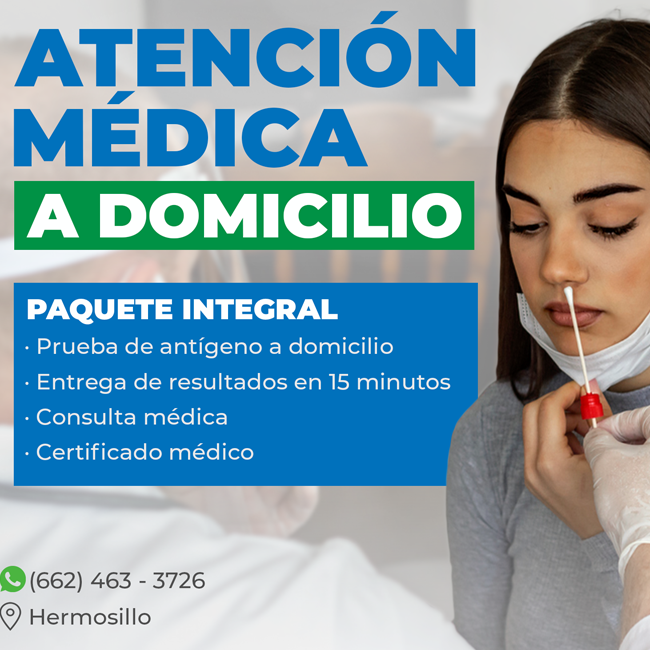 ATENCIÓN
MÉDICA
A DOMICILIO
PAQUETE INTEGRAL
· Prueba de antígeno a domicilio
· Entrega de resultados en 15 minutos
· Consulta médica
· Certificado médico
(662) 463 - 3726
Hermosillo